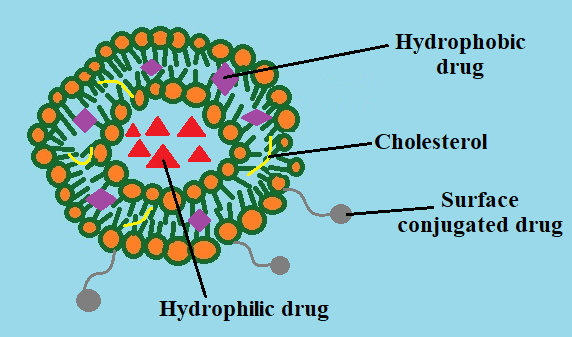 Hydrophobic
drug
Cholesterol
Surface
conjugated drug
Hydrophilic drug